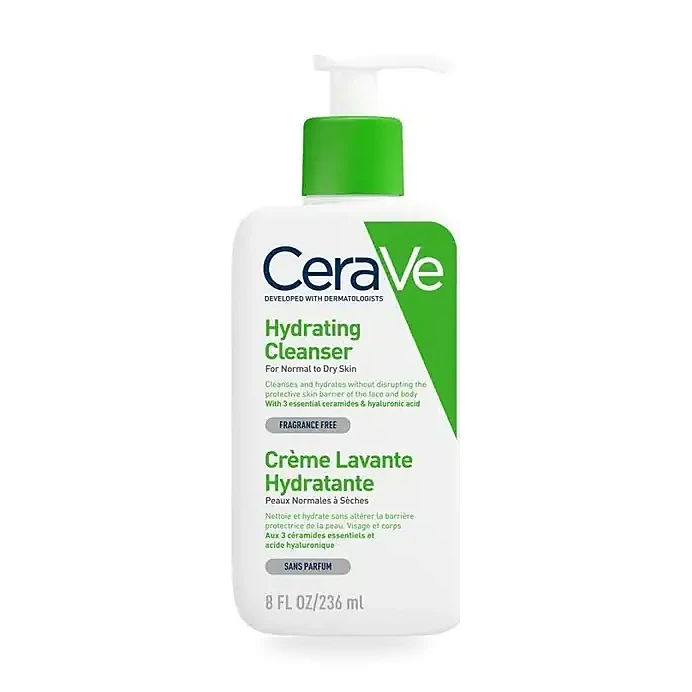 CeraVe
DEVELOPED WITH DERMATOLOGISTS
Hydrating
Cleanser
For Normal to Dry Skin
Cleanses and hydrates without disrupting the
protective skin barrier of the face and body
With 3 essential ceramides & hyaluronic acid
FRAGRANCE FREE
Crème Lavante
Hydratante
Peaux Normales à Sèches
Nettoie et hydrate sans altérer la barrière
protectrice de la peau. Visage et corps
Aux 3 céramides essentiels et
acide hyaluronique
SANS PARFUM
8 FL OZ/236 ml